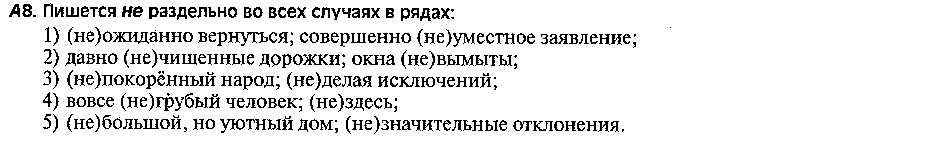 А8. Пишется не раздельно во всех случаях в рядах:
1) (не)ожиданно вернуться; совершенно (не)уместное заявление;
2) давно (не)чищенные дорожки; окна (не)вымыты;
3) (не)покорённый народ; (не)делая исключений;
4) вовсе (не)грубый человек; (не)здесь;
5) (не)большой, но уютный дом; (не)значительные отклонения.